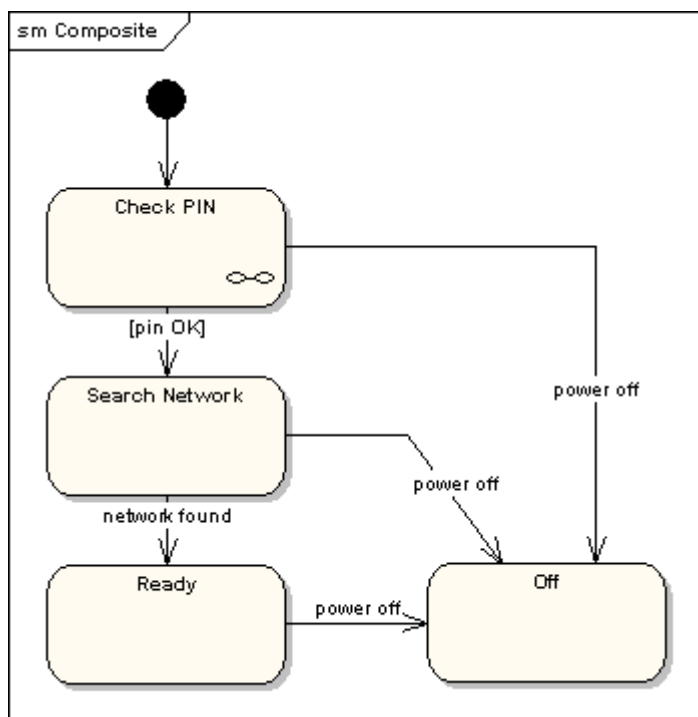 sm Composite
Check PIN
[pin OK]
Search Network
power off
power off
network found
Ready
Off
power off